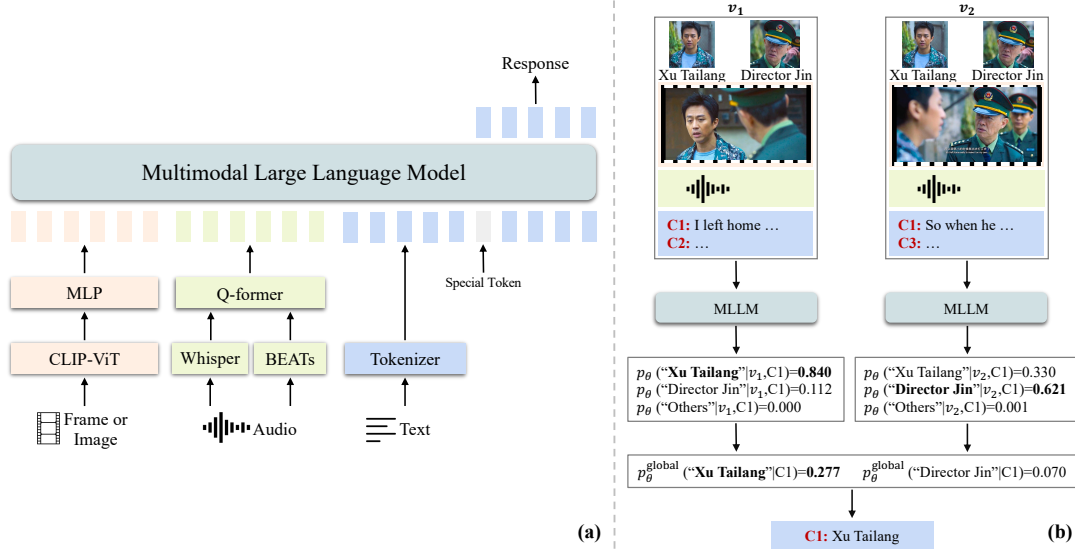 Response
Multimodal Large Language Model
Special Token
MLP
Q-former
CLIP-ViT
Whisper
BEATs
Tokenizer
Frame or
Image
Audio
Text
(a)
v₁
Xu Tailang
Director Jin
C1: I left home …
C2: …
MLLM
pθ (“Xu Tailang”|v₁,C1)=0.840
pθ (“Director Jin”|v₁,C1)=0.112
pθ (“Others”|v₁,C1)=0.000
v₂
Xu Tailang
Director Jin
C1: So when he …
C3: …
MLLM
pθ (“Xu Tailang”|v₂,C1)=0.330
pθ (“Director Jin”|v₂,C1)=0.621
pθ (“Others”|v₂,C1)=0.001
pθ^global (“Xu Tailang”|C1)=0.277
pθ^global (“Director Jin”|C1)=0.070
C1: Xu Tailang
(b)